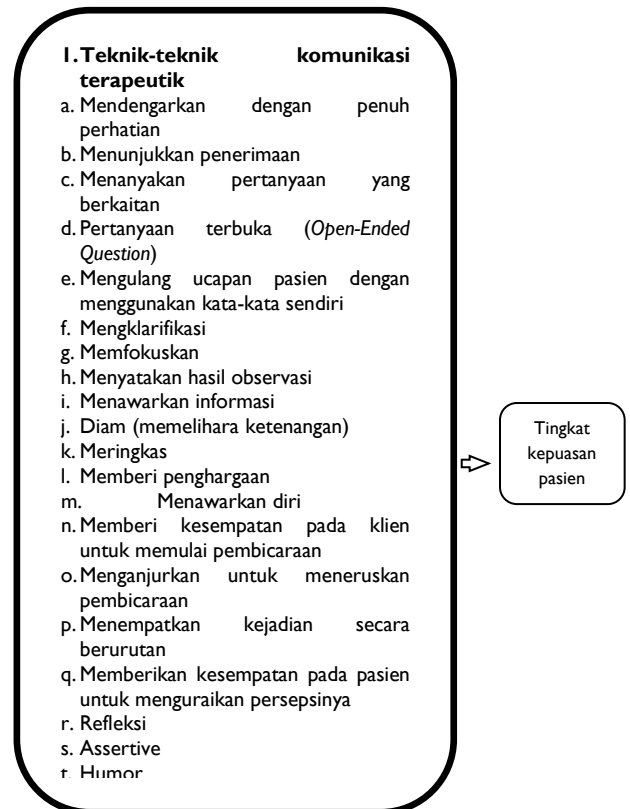 1. Teknik-teknik komunikasi
terapeutik
a. Mendengarkan dengan penuh
perhatian
b. Menunjukkan penerimaan
c. Menanyakan pertanyaan yang
berkaitan
d. Pertanyaan terbuka (Open-Ended
Question)
e. Mengulang ucapan pasien dengan
menggunakan kata-kata sendiri
f. Mengklarifikasi
g. Memfokuskan
h. Menyatakan hasil observasi
i. Menawarkan informasi
j. Diam (memelihara ketenangan)
k. Meringkas
l. Memberi penghargaan
m. Menawarkan diri
n. Memberi kesempatan pada klien
untuk memulai pembicaraan
o. Menganjurkan untuk meneruskan
pembicaraan
p. Menempatkan kejadian secara
berurutan
q. Memberikan kesempatan pada pasien
untuk menguraikan persepsinya
r. Refleksi
s. Assertive
t. Humor
Tingkat
kepuasan
pasien